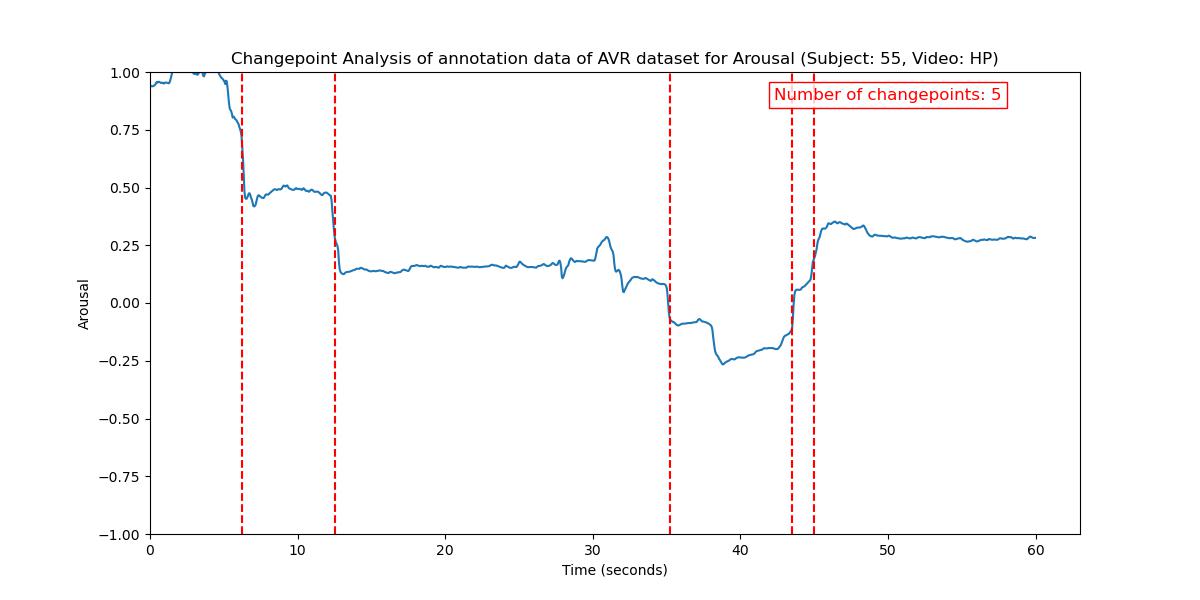 Changepoint Analysis of annotation data of AVR dataset for Arousal (Subject: 55, Video: HP)
Number of changepoints: 5
Arousal
1.00
0.75
0.50
0.25
0.00
−0.25
−0.50
−0.75
−1.00
0 10 20 30 40 50 60
Time (seconds)